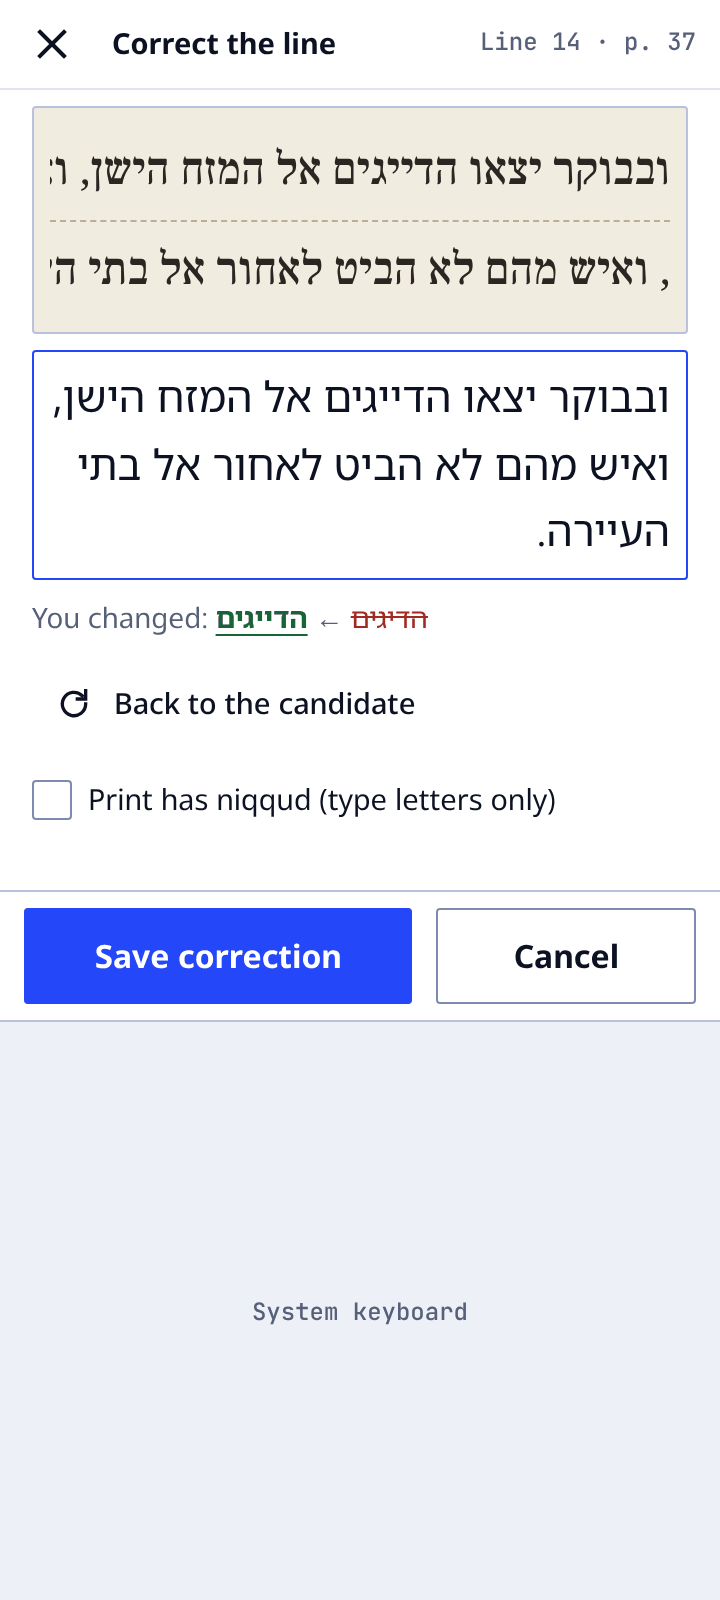 Correct the line
Line 14 · p. 37
ובבוקר יצאו הדייגים אל המזח הישן,
, ואיש מהם לא הביט לאחור אל בתי
ובבוקר יצאו הדייגים אל המזח הישן,
ואיש מהם לא הביט לאחור אל בתי
העיירה.
You changed: הדיגים ← הדייגים
Back to the candidate
Print has niqqud (type letters only)
Save correction
Cancel
System keyboard